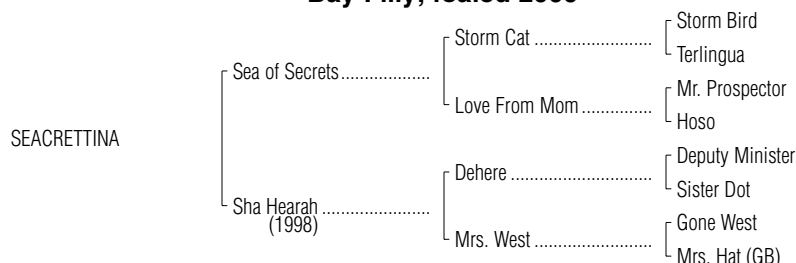 Bay Filly, foaled 2006
Storm Bird
Storm Cat
Terlingua
Sea of Secrets
Mr. Prospector
Love From Mom
Hoso
SEACRETTINA
Deputy Minister
Dehere
Sister Dot
Sha Hearah
(1998)
Gone West
Mrs. West
Mrs. Hat (GB)